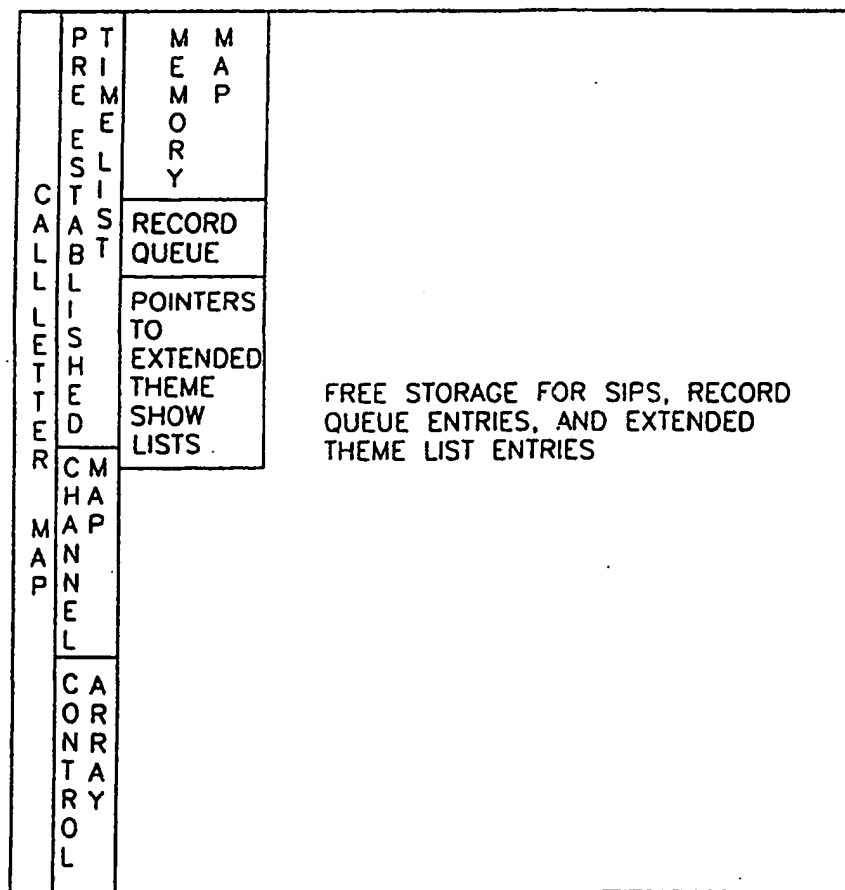 CALL LETTER MAP
PRE ESTABLISHED
TIME LIST
MEMORY
MAP
RECORD
QUEUE
POINTERS
TO
EXTENDED
THEME
SHOW
LISTS
CHANNEL
MAP
CONTROL
ARRAY
FREE STORAGE FOR SIPS, RECORD
QUEUE ENTRIES, AND EXTENDED
THEME LIST ENTRIES